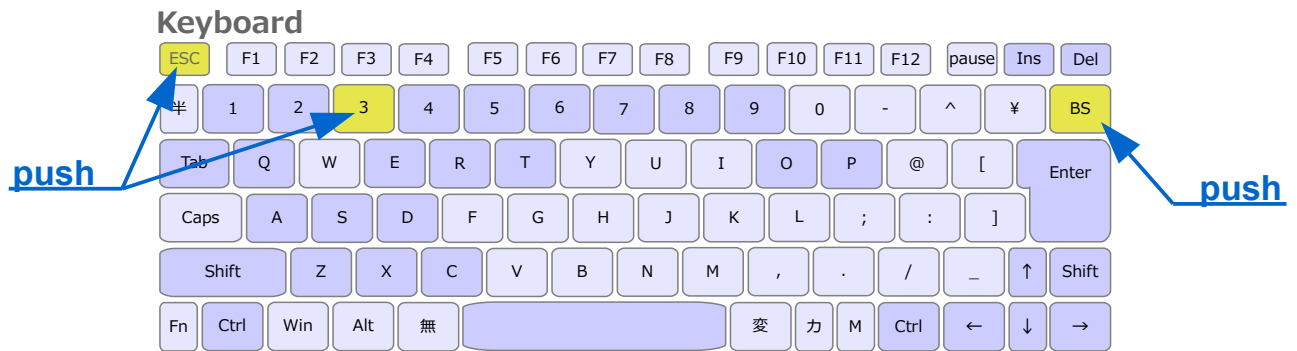 Keyboard
ESC F1 F2 F3 F4 F5 F6 F7 F8 F9 F10 F11 F12 pause Ins Del
半 1 2 3 4 5 6 7 8 9 0 - ^ ¥ BS
Tab Q W E R T Y U I O P @ [ Enter
push
push
Caps A S D F G H J K L ; : ]
Shift Z X C V B N M , . / _ ↑ Shift
Fn Ctrl Win Alt 無 変 カ M Ctrl ← ↓ →